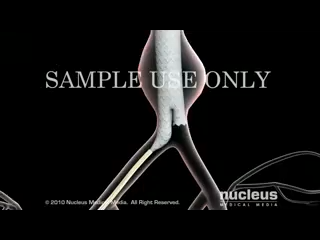 SAMPLE USE ONLY
© 2010 Nucleus Medical Media. All Right Reserved.
nucleus
MEDICAL MEDIA